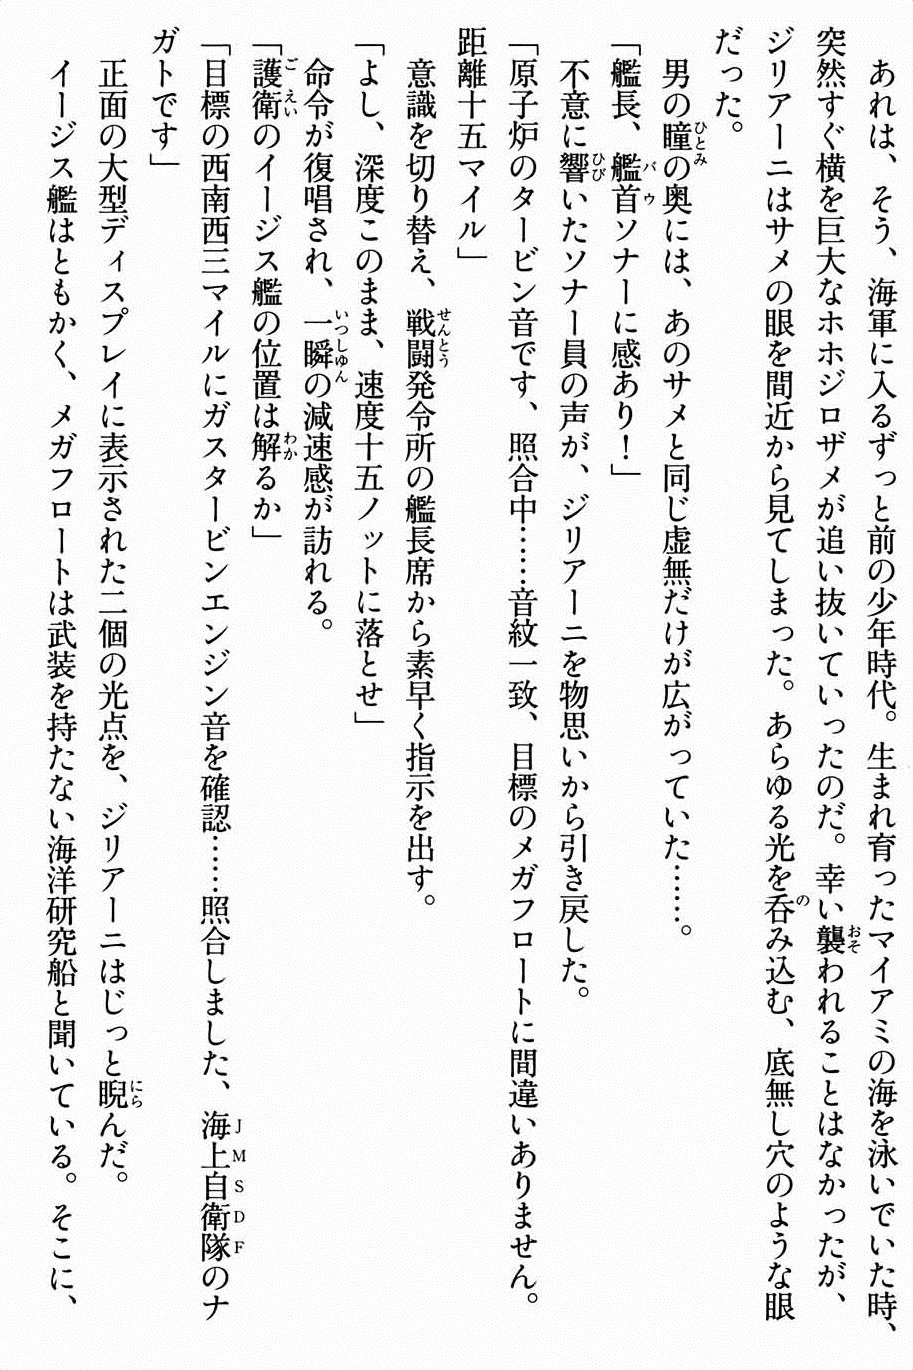 あれは、そう、海軍に入るずっと前の少年時代。生まれ育ったマイアミの海を泳いでいた時、
突然すぐ横を巨大なホホジロザメが追い抜いていったのだ。幸い襲われることはなかったが、
ジリアーニはサメの眼を間近から見てしまった。あらゆる光を呑み込む、底無し穴のような眼
だった。
男の瞳の奥には、あのサメと同じ虚無だけが広がっていた……。
「艦長、艦首ソナーに感あり！」
不意に響いたソナー員の声が、ジリアーニを物思いから引き戻した。
「原子炉のタービン音です、照合中……音紋一致、目標のメガフロートに間違いありません。
距離十五マイル」
意識を切り替え、戦闘発令所の艦長席から素早く指示を出す。
「よし、深度このまま、速度十五ノットに落とせ」
命令が復唱され、一瞬の減速感が訪れる。
「護衛のイージス艦の位置は解るか」
「目標の西南西三マイルにガスタービンエンジン音を確認……照合しました、海上自衛隊のナ
ガトです」
正面の大型ディスプレイに表示された二個の光点を、ジリアーニはじっと睨んだ。
イージス艦はともかく、メガフロートは武装を持たない海洋研究船と聞いている。そこに、